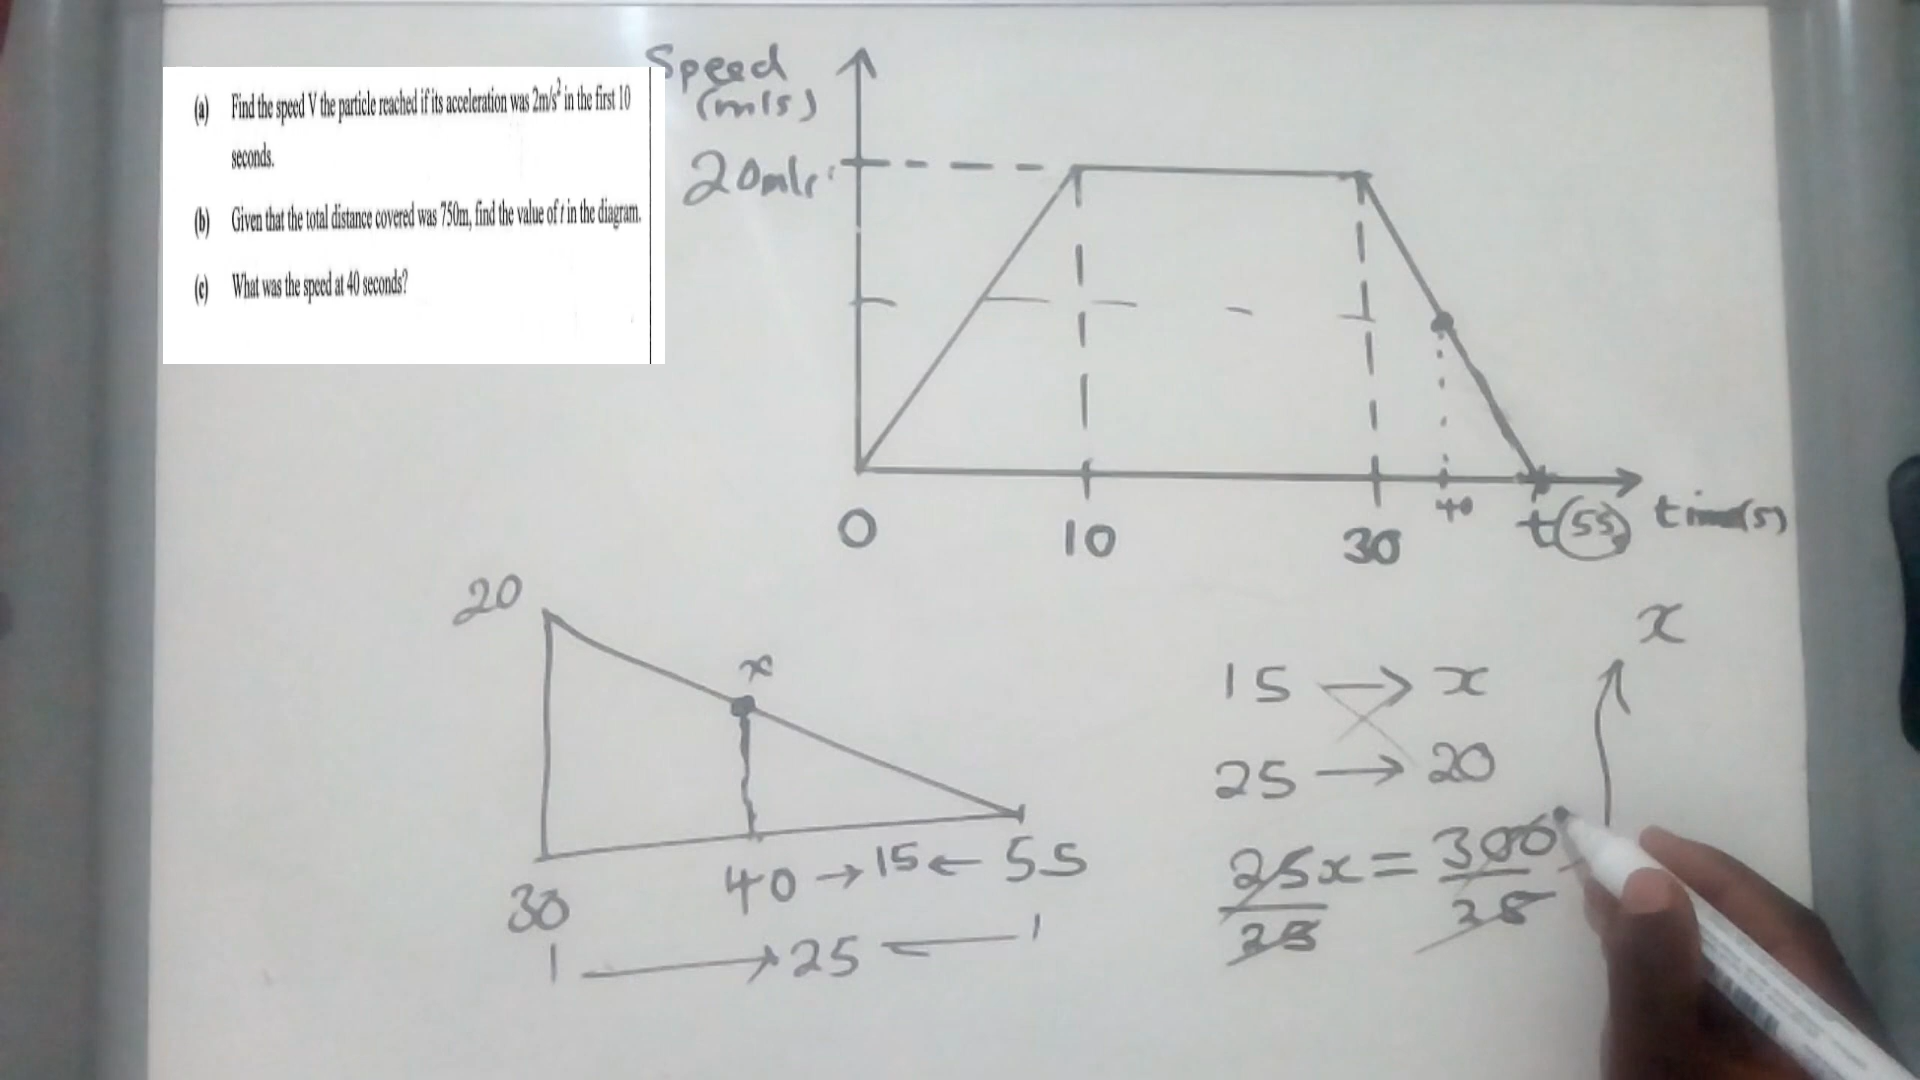 (a) Find the speed V the particle reached if its acceleration was 2m/s² in the first 10
seconds.
(b) Given that the total distance covered was 750m, find the value of t in the diagram.
(c) What was the speed at 40 seconds?
Speed
(m/s)
20m/s
0
10
30
40
t(55)
time(s)
20
x
30
40 → 15 ← 55
25
x
15 → x
25 → 20
25x = 300
25 25